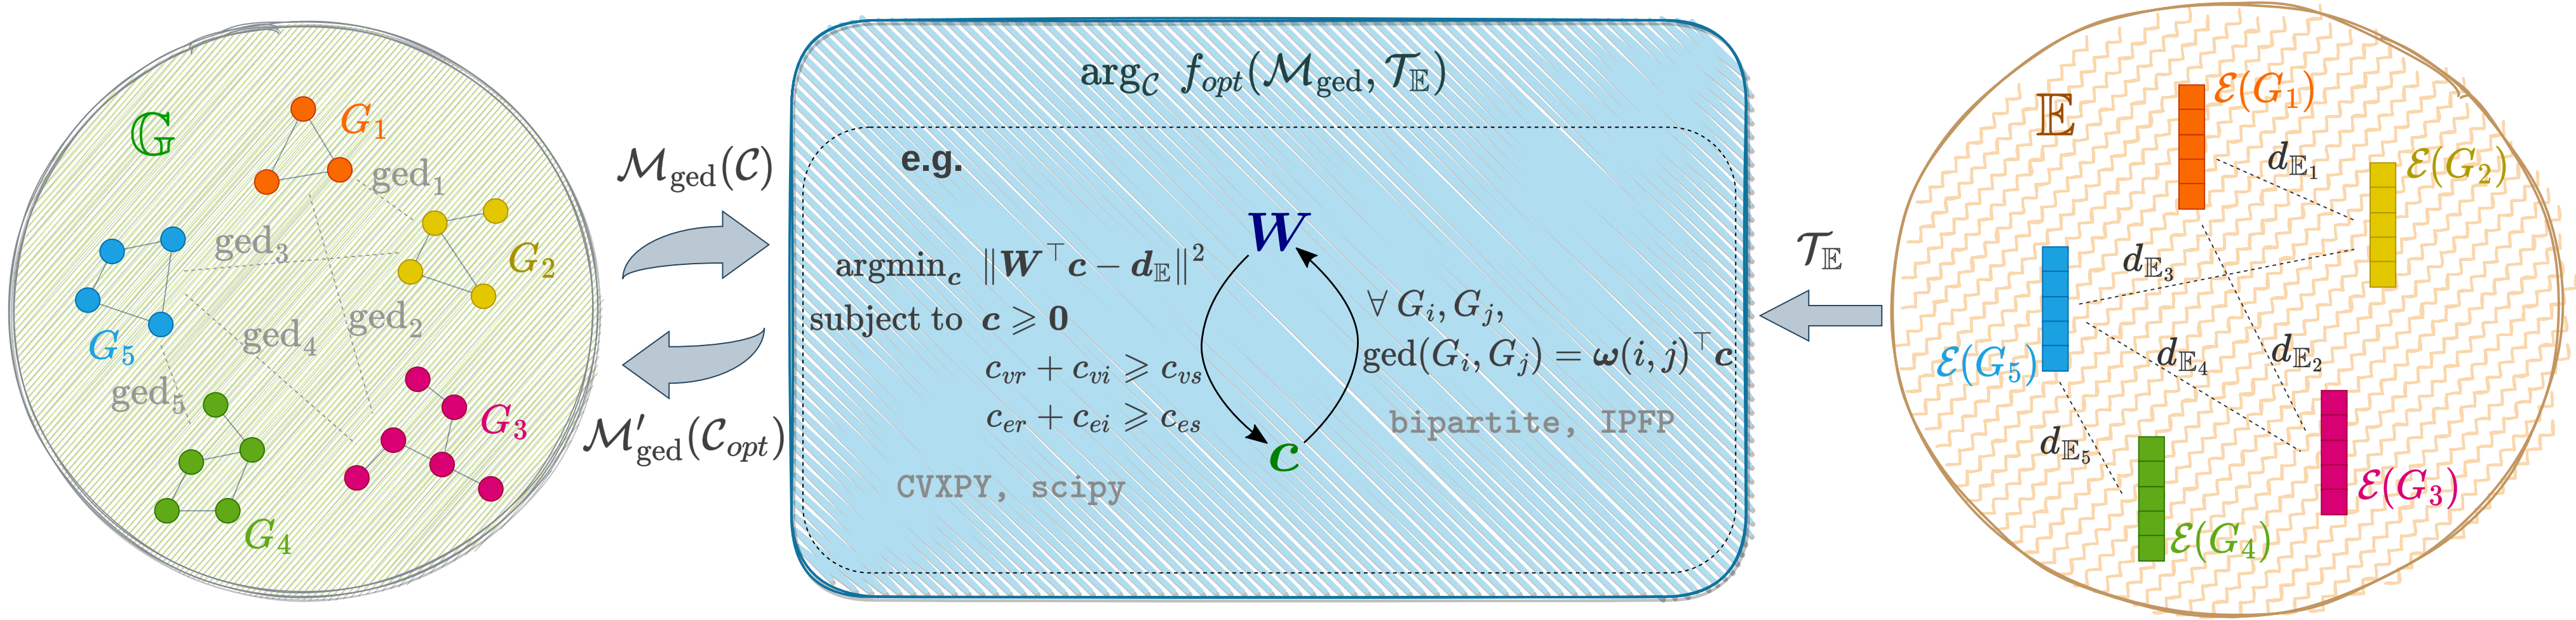 𝔾
G₁
ged₁
G₂
ged₃
ged₂
ged₄
G₅
ged₅
G₃
G₄
ℳ_ged(𝒞)
ℳ′_ged(𝒞_opt)
arg_𝒞 f_opt(ℳ_ged, 𝒯_𝔼)
e.g.
argmin_c ‖W^⊤c − d_𝔼‖²
subject to c ⩾ 0
c_vr + c_vi ⩾ c_vs
c_er + c_ei ⩾ c_es
CVXPY, scipy
W
c
∀ G_i, G_j,
ged(G_i, G_j) = ω(i, j)^⊤c
bipartite, IPFP
𝒯_𝔼
𝔼
ℰ(G₁)
d_𝔼₁
ℰ(G₂)
d_𝔼₃
d_𝔼₄
d_𝔼₂
ℰ(G₅)
d_𝔼₅
ℰ(G₃)
ℰ(G₄)